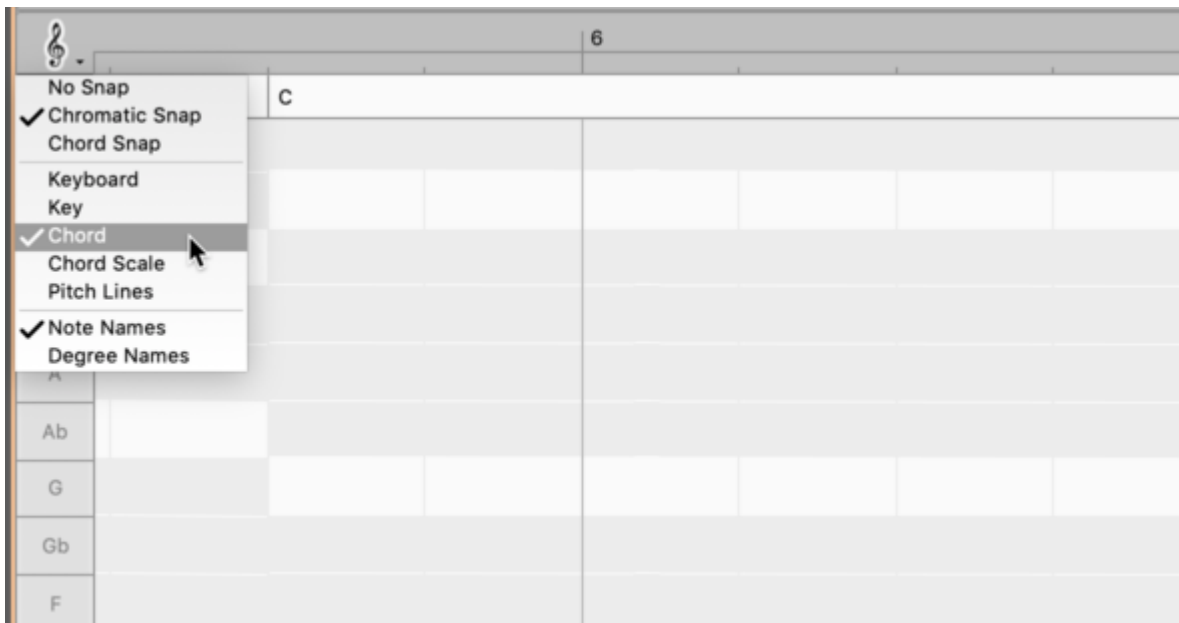 6
No Snap
Chromatic Snap
C
Chord Snap
Keyboard
Key
Chord
Chord Scale
Pitch Lines
Note Names
Degree Names
A
Ab
G
Gb
F